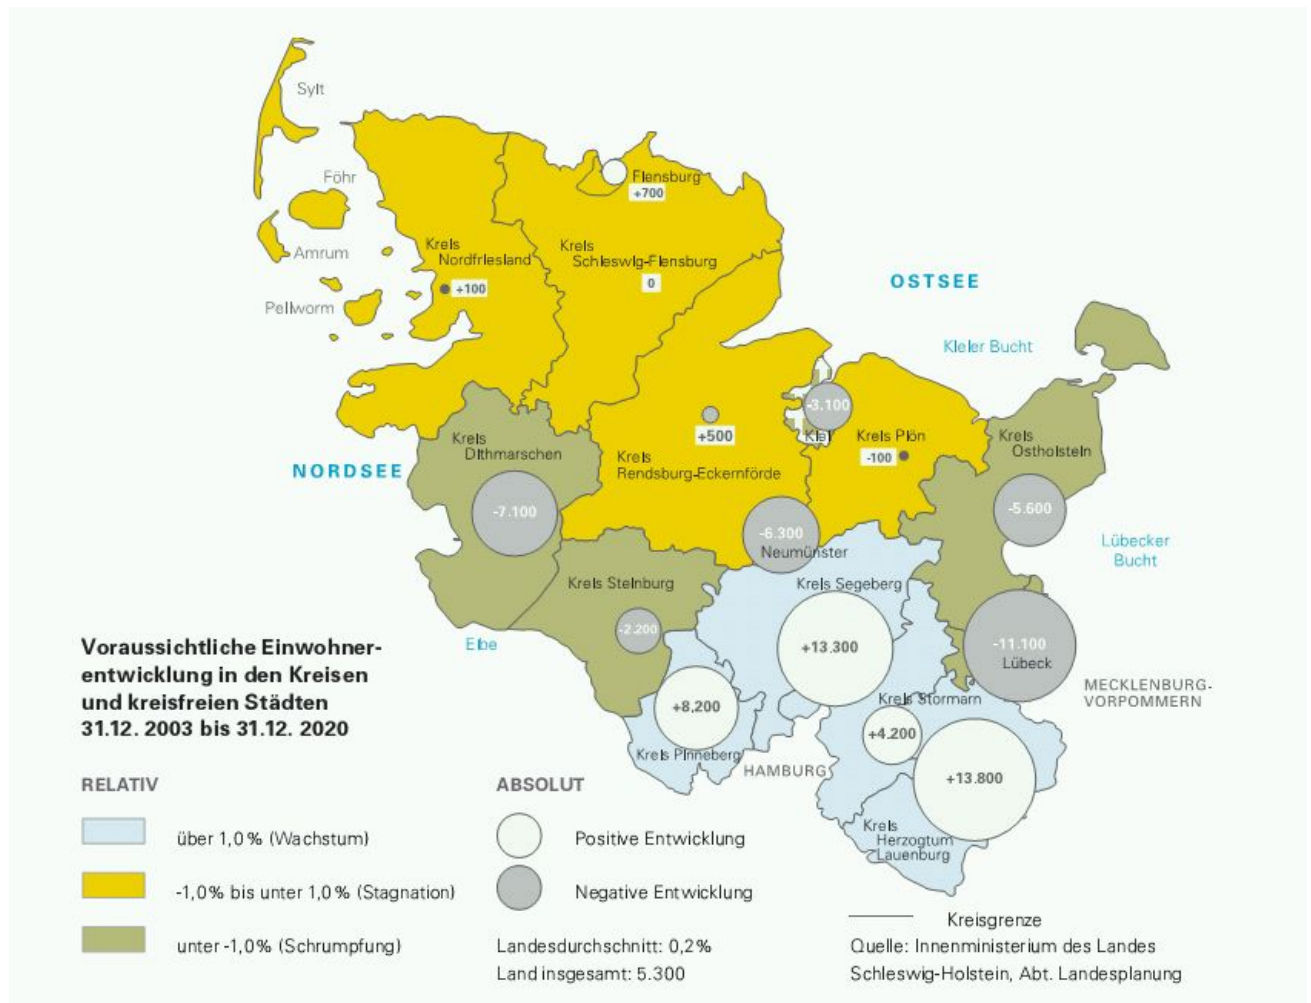 Sylt
Föhr
Flensburg
+700
Kreis
Nordfriesland
+100
Kreis
Schleswig-Flensburg
0
Amrum
Pellworm
OSTSEE
Kieler Bucht
-3.100
Kiel
+500
Kreis Plön
-100
Kreis
Ostholstein
-5.600
Kreis
Dithmarschen
-7.100
NORDSEE
Kreis
Rendsburg-Eckernförde
-6.300
Neumünster
Lübecker
Bucht
Kreis Steinburg
-2.200
Kreis Segeberg
+13.300
-11.100
Lübeck
Elbe
MECKLENBURG-
VORPOMMERN
+8,200
Kreis Pinneberg
Kreis Stormarn
+4.200
HAMBURG
+13.800
Kreis
Herzogtum
Lauenburg
Voraussichtliche Einwohner-
entwicklung in den Kreisen
und kreisfreien Städten
31.12. 2003 bis 31.12. 2020
RELATIV
über 1,0% (Wachstum)
-1,0% bis unter 1,0% (Stagnation)
unter -1,0% (Schrumpfung)
ABSOLUT
Positive Entwicklung
Negative Entwicklung
Landesdurchschnitt: 0,2%
Land insgesamt: 5.300
Kreisgrenze
Quelle: Innenministerium des Landes
Schleswig-Holstein, Abt. Landesplanung